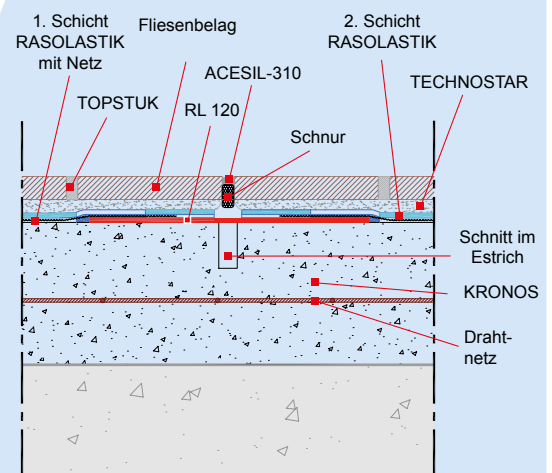 1. Schicht
RASOLASTIK
mit Netz
Fliesenbelag
2. Schicht
RASOLASTIK
ACESIL-310
TECHNOSTAR
TOPSTUK
RL 120
Schnur
Schnitt im
Estrich
KRONOS
Draht-
netz